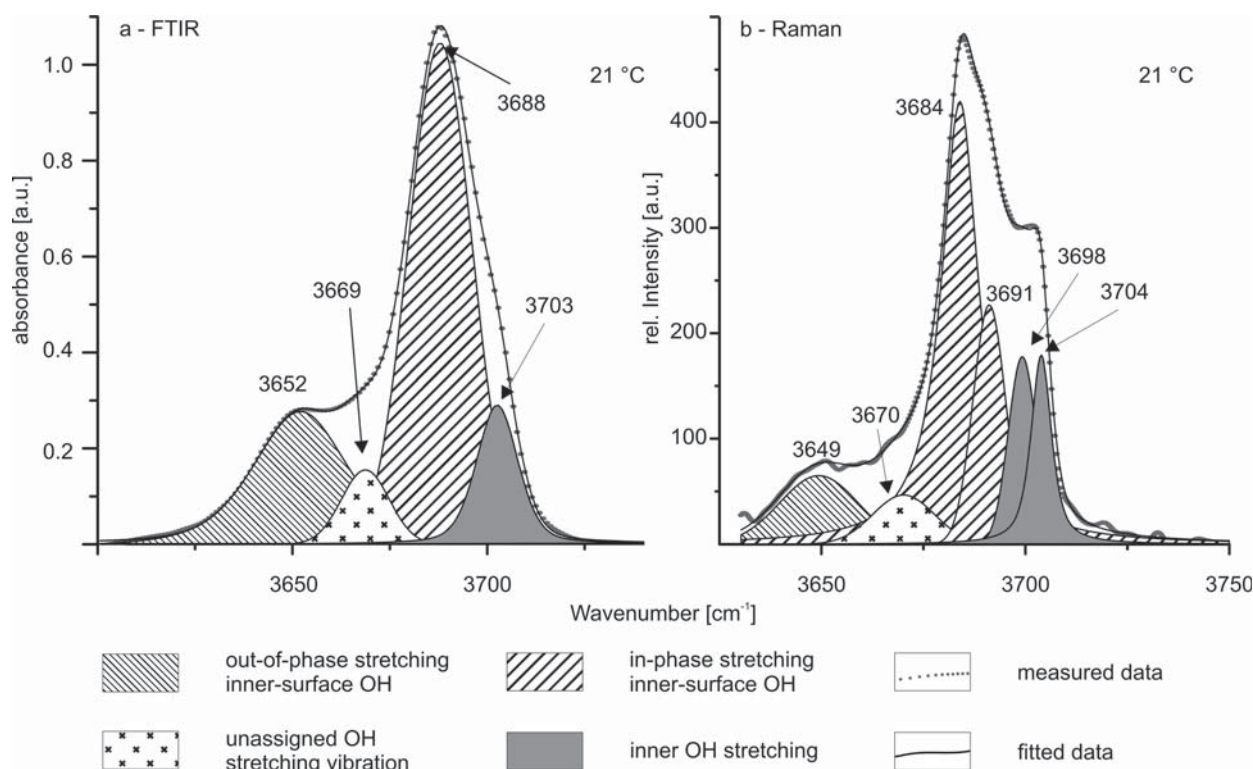 a - FTIR
21 °C
1.0
0.8
0.6
0.4
0.2
absorbance [a.u.]
3688
3669
3703
3652
3650
3700
b - Raman
21 °C
400
300
200
100
rel. Intensity [a.u.]
3684
3698
3691
3704
3670
3649
3650
3700
3750
Wavenumber [cm⁻¹]
out-of-phase stretching
inner-surface OH
in-phase stretching
inner-surface OH
measured data
unassigned OH
stretching vibration
inner OH stretching
fitted data